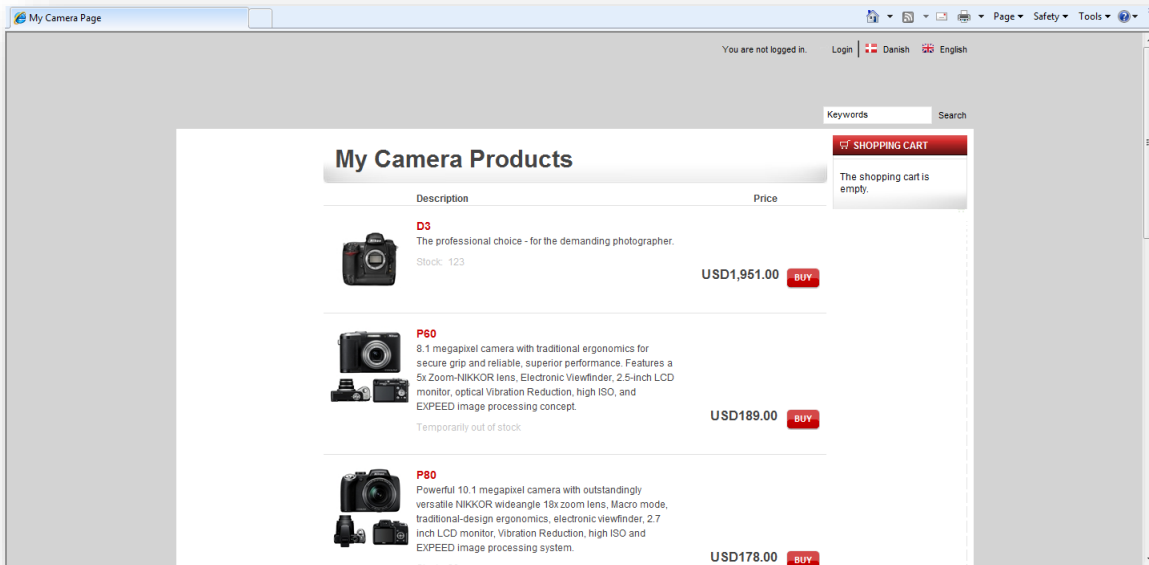 My Camera Page
Page Safety Tools
You are not logged in. Login Danish English
Keywords Search
SHOPPING CART
The shopping cart is
empty.
My Camera Products
Description Price
D3
The professional choice - for the demanding photographer.
Stock: 123
USD1,951.00 BUY
P60
8.1 megapixel camera with traditional ergonomics for
secure grip and reliable, superior performance. Features a
5x Zoom-NIKKOR lens, Electronic Viewfinder, 2.5-inch LCD
monitor, optical Vibration Reduction, high ISO, and
EXPEED image processing concept.
Temporarily out of stock
USD189.00 BUY
P80
Powerful 10.1 megapixel camera with outstandingly
versatile NIKKOR wideangle 18x zoom lens, Macro mode,
traditional-design ergonomics, electronic viewfinder, 2.7
inch LCD monitor, Vibration Reduction, high ISO and
EXPEED image processing system.
USD178.00 BUY